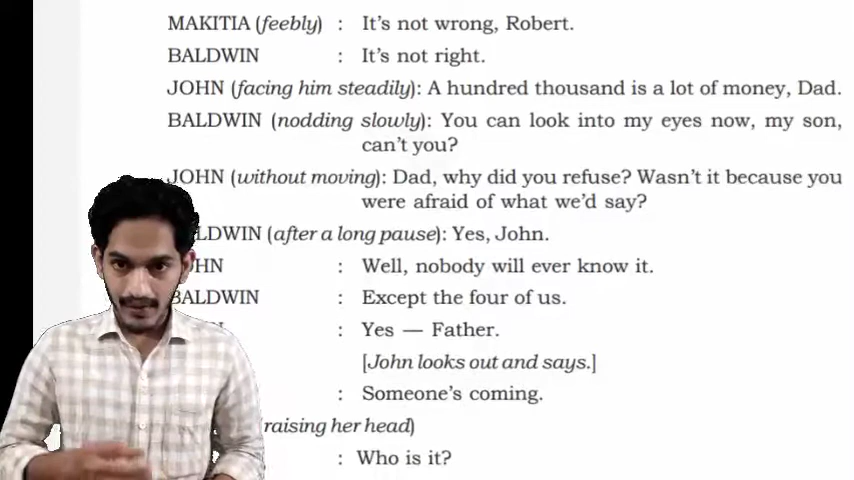 MAKITIA (feebly) : It's not wrong, Robert.
BALDWIN : It's not right.
JOHN (facing him steadily): A hundred thousand is a lot of money, Dad.
BALDWIN (nodding slowly): You can look into my eyes now, my son,
can't you?
JOHN (without moving): Dad, why did you refuse? Wasn't it because you
were afraid of what we'd say?
LDWIN (after a long pause): Yes, John.
HN : Well, nobody will ever know it.
BALDWIN : Except the four of us.
: Yes — Father.
[John looks out and says.]
: Someone's coming.
(raising her head)
: Who is it?